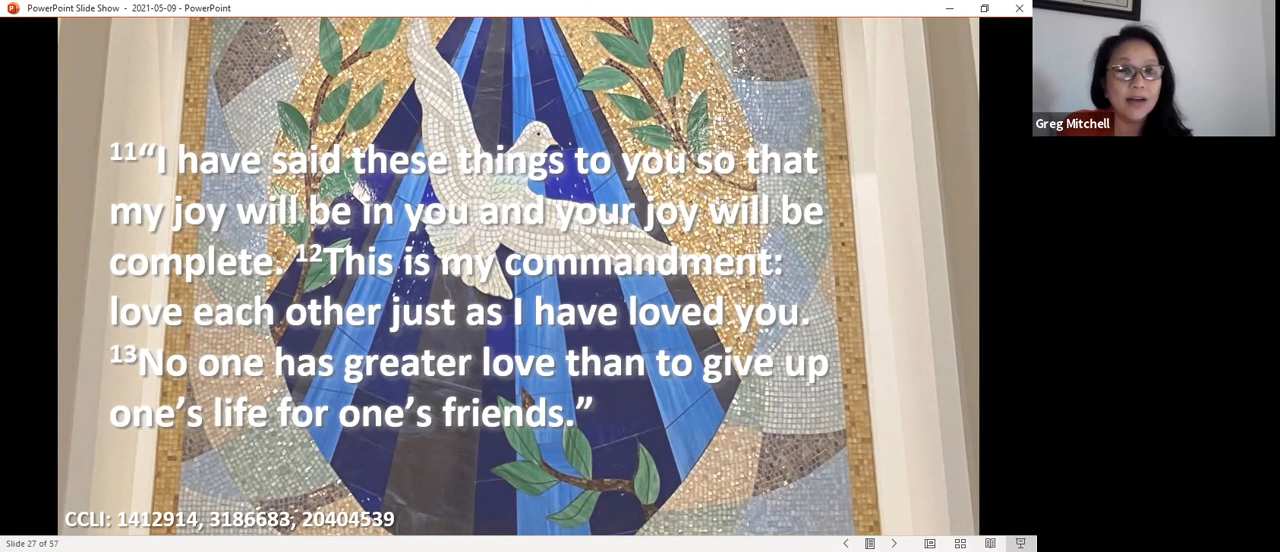 PowerPoint Slide Show - 2021-05-09 - PowerPoint
Greg Mitchell
11“I have said these things to you so that
my joy will be in you and your joy will be
complete. 12This is my commandment:
love each other just as I have loved you.
13No one has greater love than to give up
one’s life for one’s friends.”
CCLI: 1412914, 3186683, 20404539
Slide 27 of 57